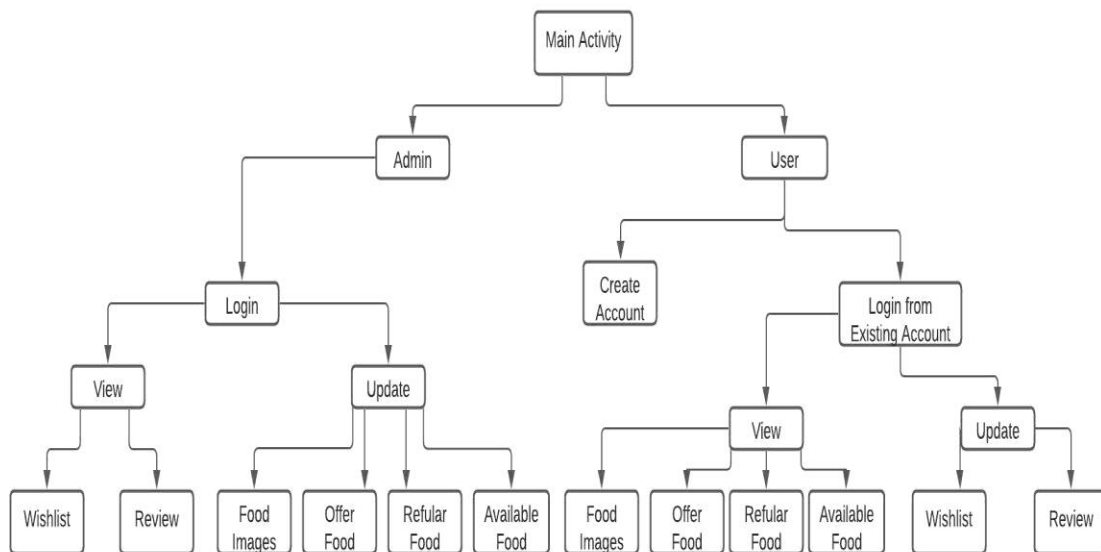 Main Activity
Admin
User
Create
Account
Login
Login from
Existing Account
View
Update
View
Update
Wishlist
Review
Food
Images
Offer
Food
Refular
Food
Available
Food
Food
Images
Offer
Food
Refular
Food
Available
Food
Wishlist
Review